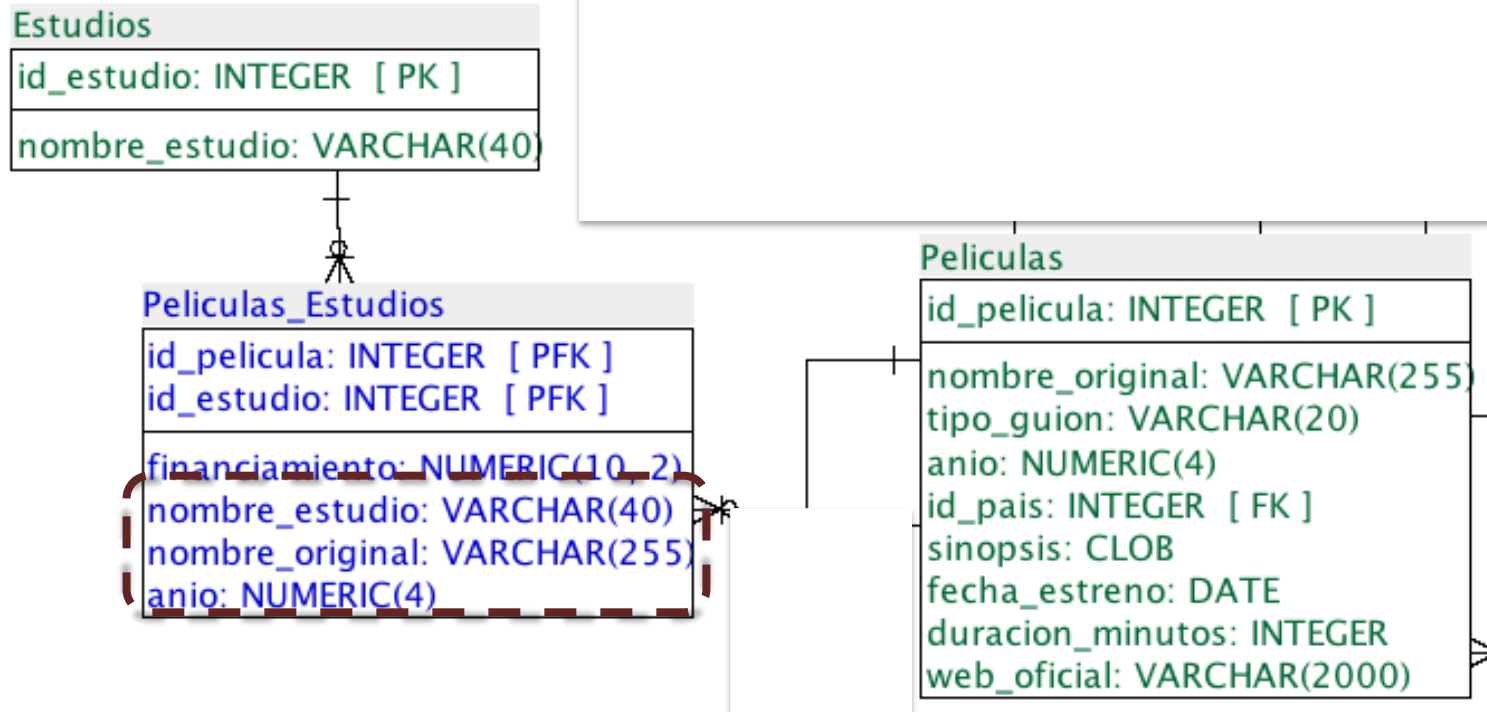 Estudios
id_estudio: INTEGER [ PK ]
nombre_estudio: VARCHAR(40)
Peliculas_Estudios
id_pelicula: INTEGER [ PFK ]
id_estudio: INTEGER [ PFK ]
financiamiento: NUMERIC(10, 2)
nombre_estudio: VARCHAR(40)
nombre_original: VARCHAR(255)
anio: NUMERIC(4)
Peliculas
id_pelicula: INTEGER [ PK ]
nombre_original: VARCHAR(255)
tipo_guion: VARCHAR(20)
anio: NUMERIC(4)
id_pais: INTEGER [ FK ]
sinopsis: CLOB
fecha_estreno: DATE
duracion_minutos: INTEGER
web_oficial: VARCHAR(2000)